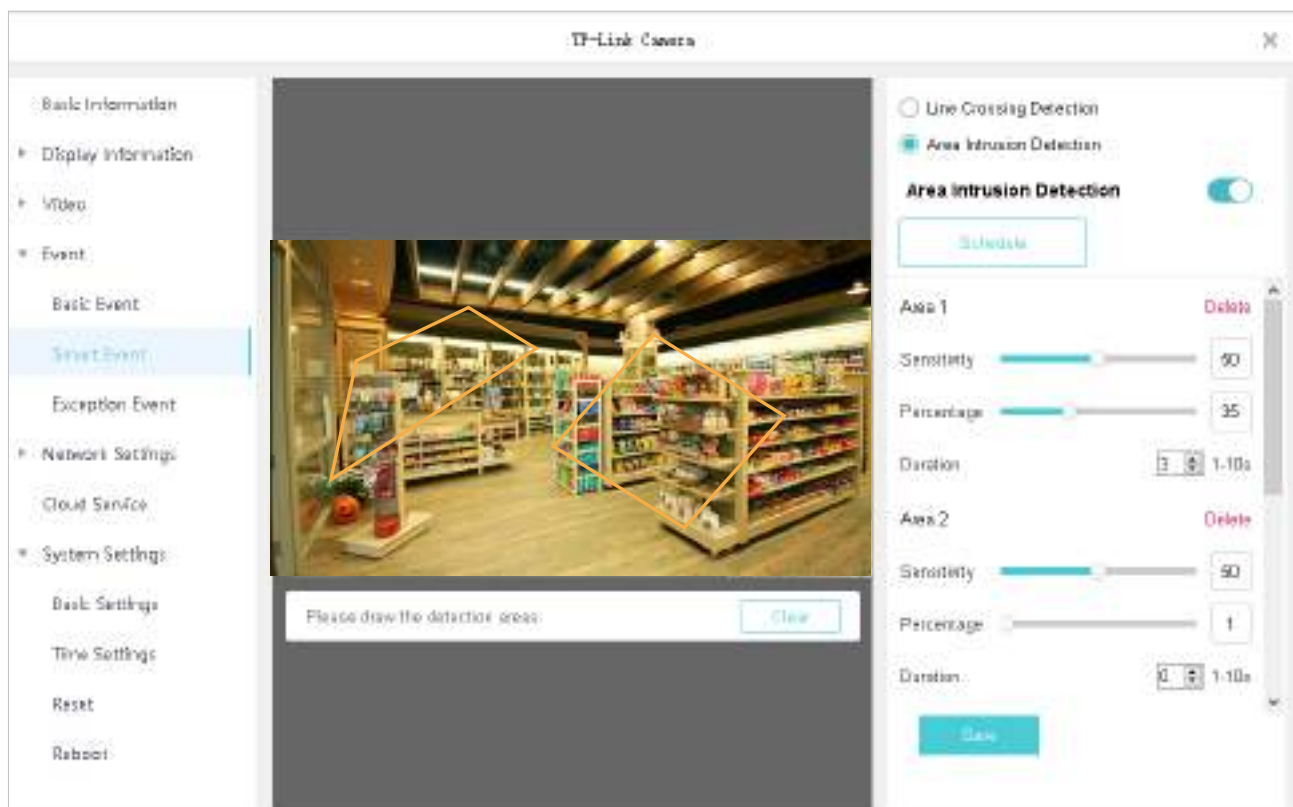 TP-Link Camera
Basic Information
Display Information
Video
Event
Basic Event
Smart Event
Exception Event
Network Settings
Cloud Service
System Settings
Basic Settings
Time Settings
Reset
Reboot
Please draw the detection areas.
Clear
Line Crossing Detection
Area Intrusion Detection
Area Intrusion Detection
Schedule
Area 1 Delete
Sensitivity 50
Percentage 35
Duration 3 1-10s
Area 2 Delete
Sensitivity 50
Percentage 1
Duration 0 1-10s
Save